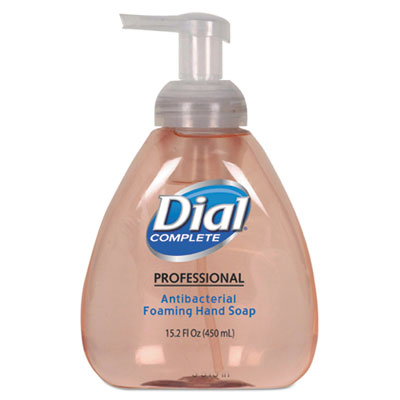 Dial
COMPLETE
PROFESSIONAL
Antibacterial
Foaming Hand Soap
15.2 Fl Oz (450 mL)